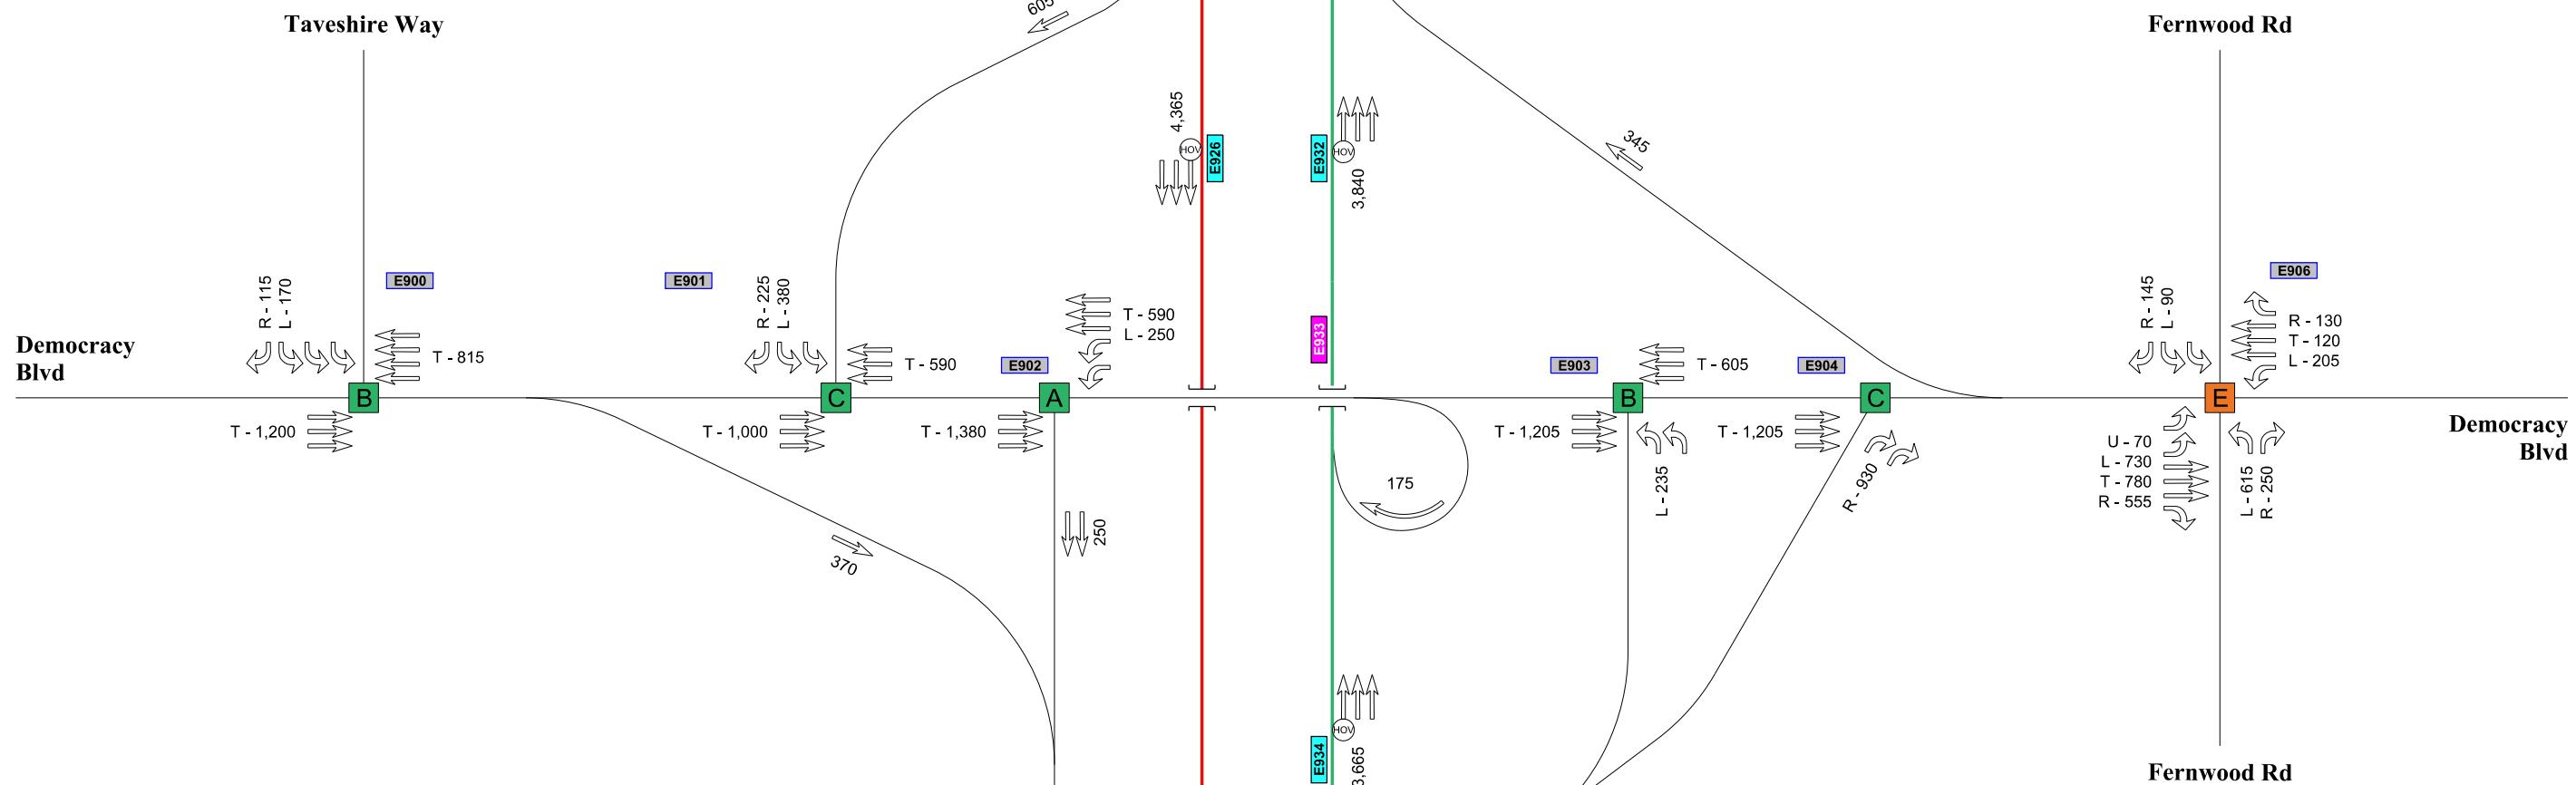 Taveshire Way
605
Fernwood Rd
4,365
HOV
E926
E932
HOV
3,840
345
R - 115
L - 170
E900
E901
R - 225
L - 380
T - 590
L - 250
E933
R - 145
L - 90
E906
R - 130
T - 120
L - 205
Democracy
Blvd
T - 815
T - 590
E902
E903
T - 605
E904
B
C
A
B
C
E
T - 1,200
T - 1,000
T - 1,380
T - 1,205
T - 1,205
Democracy
Blvd
U - 70
L - 730
T - 780
R - 555
L - 615
R - 250
L - 235
R - 930
175
250
370
HOV
E934
3,665
Fernwood Rd